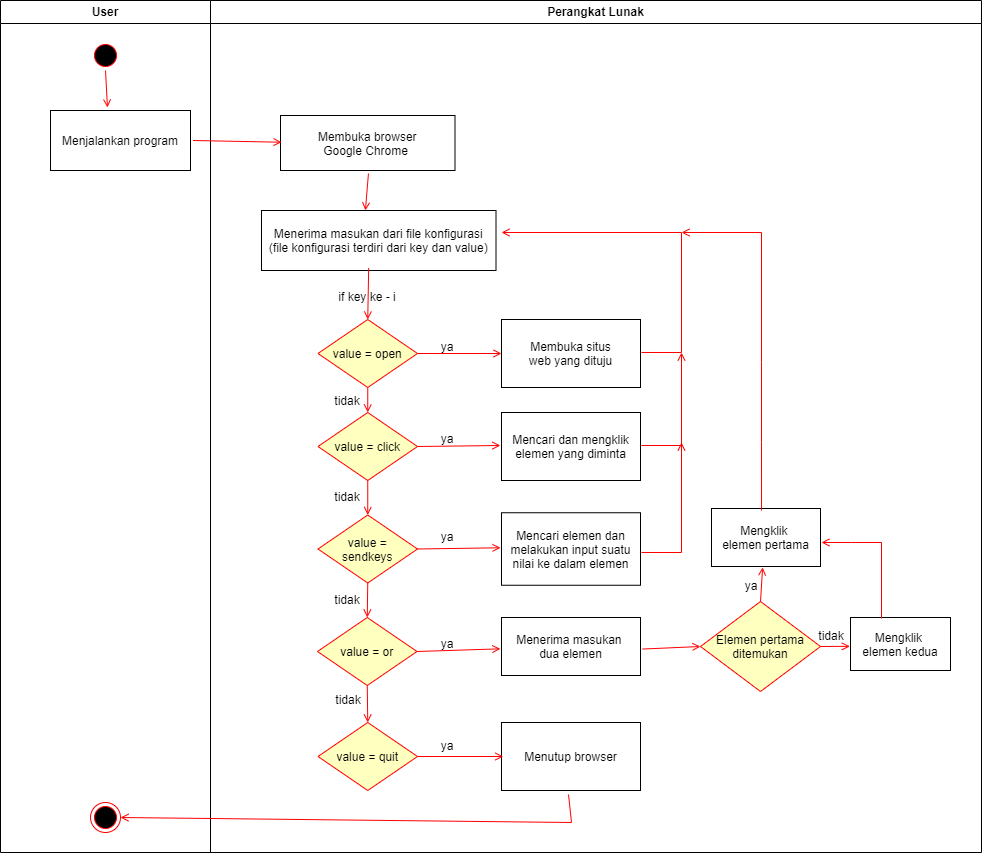 User
Perangkat Lunak
Menjalankan program
Membuka browser
Google Chrome
Menerima masukan dari file konfigurasi
(file konfigurasi terdiri dari key dan value)
if key ke - i
value = open
ya
Membuka situs
web yang dituju
tidak
value = click
ya
Mencari dan mengklik
elemen yang diminta
tidak
value =
sendkeys
ya
Mencari elemen dan
melakukan input suatu
nilai ke dalam elemen
Mengklik
elemen pertama
tidak
ya
value = or
ya
Menerima masukan
dua elemen
Elemen pertama
ditemukan
tidak
Mengklik
elemen kedua
tidak
value = quit
ya
Menutup browser